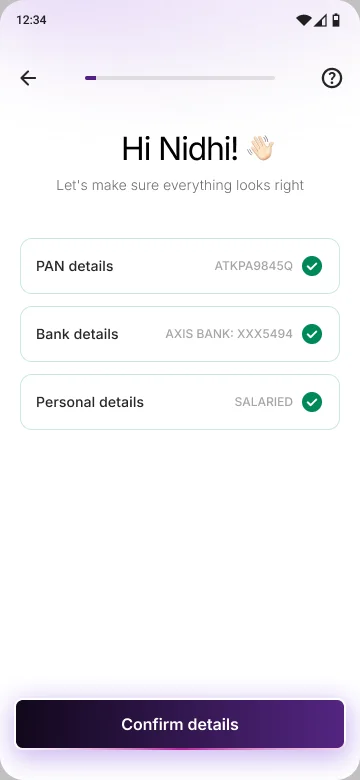 12:34
Hi Nidhi! 👋🏻
Let's make sure everything looks right
PAN details ATKPA9845Q
Bank details AXIS BANK: XXX5494
Personal details SALARIED
Confirm details